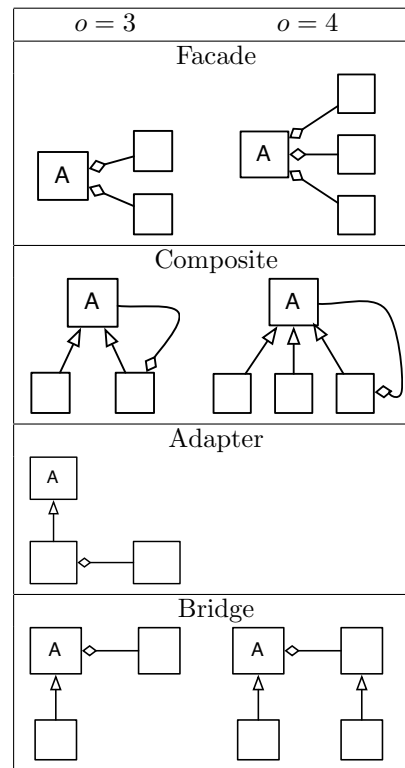 o = 3 o = 4
Facade
A A
Composite
A A
Adapter
A
Bridge
A A